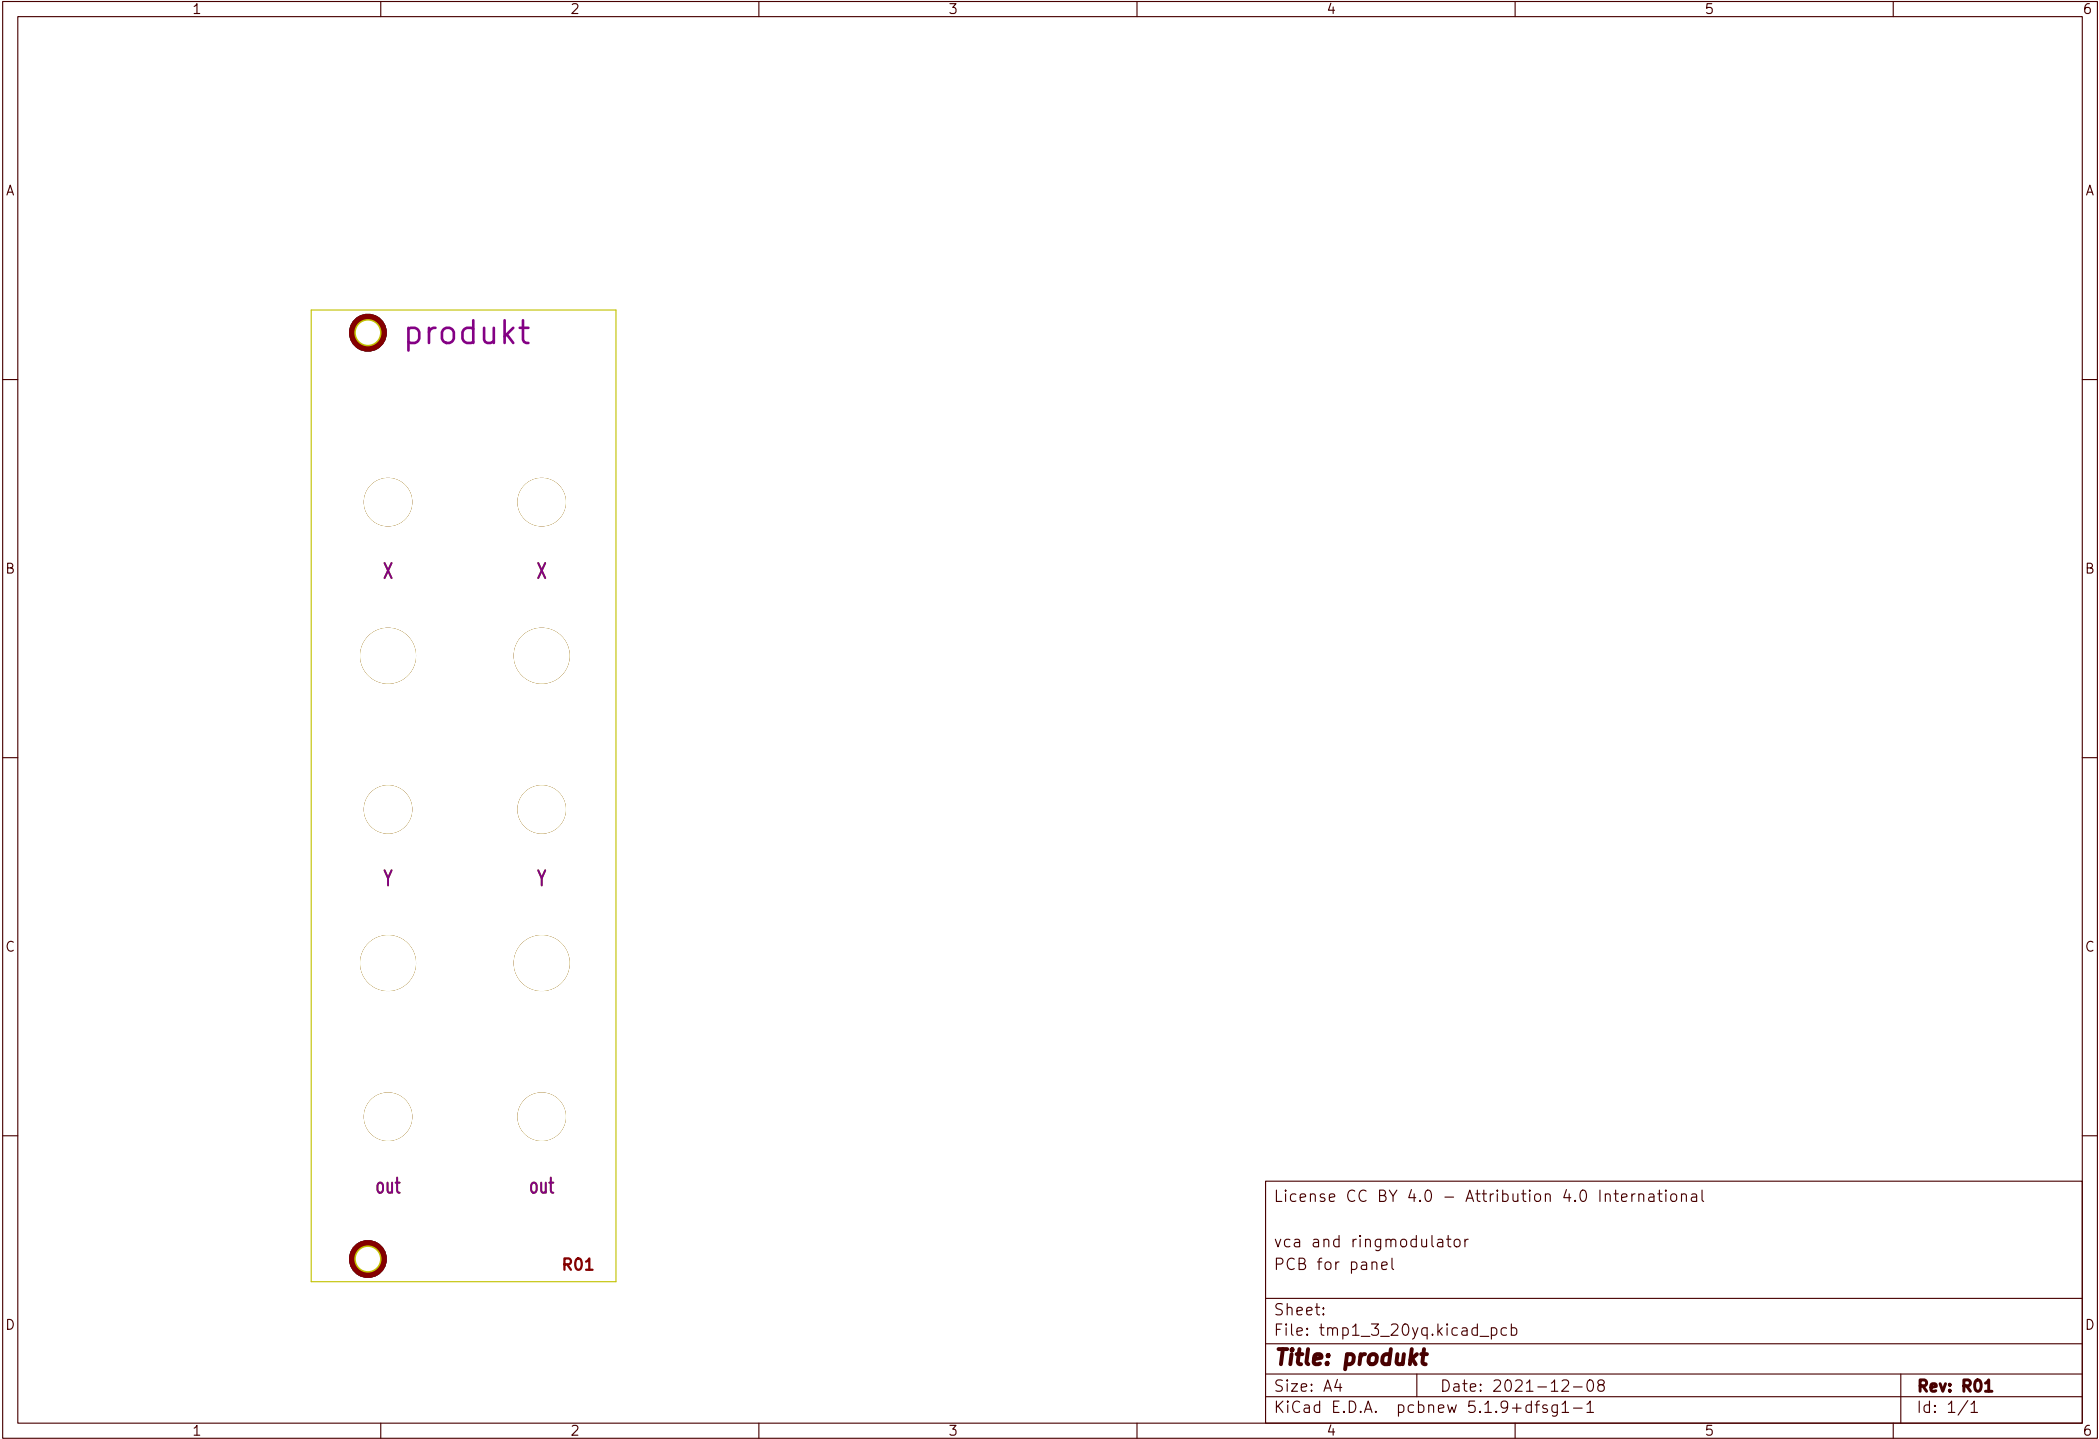 1 2 3 4 5 6
A A
produkt
X X
B B
Y Y
C C
out out
License CC BY 4.0 – Attribution 4.0 International
vca and ringmodulator
PCB for panel
R01
Sheet:
File: tmp1_3_20yq.kicad_pcb
D D
Title: produkt
Size: A4 Date: 2021–12–08 Rev: R01
KiCad E.D.A. pcbnew 5.1.9+dfsg1–1 Id: 1/1
1 2 3 4 5 6